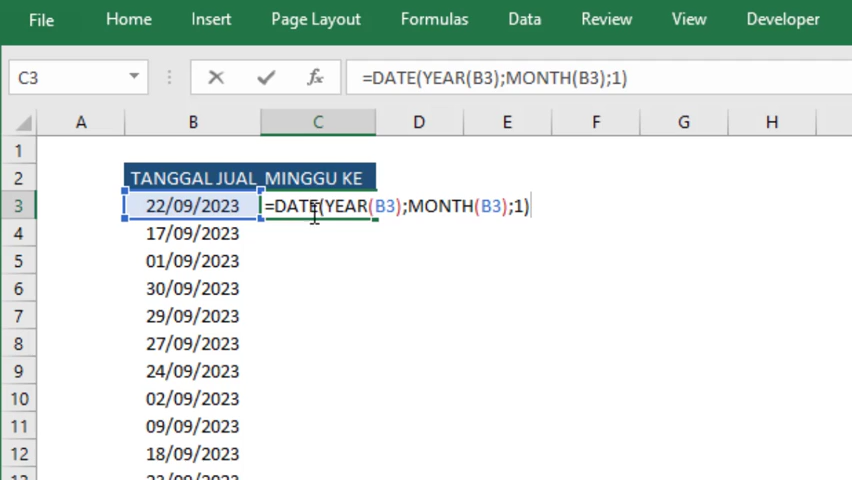 File Home Insert Page Layout Formulas Data Review View Developer
C3 fx =DATE(YEAR(B3);MONTH(B3);1)
A B C D E F G H
1
2 TANGGAL JUAL MINGGU KE
3 22/09/2023 =DATE(YEAR(B3);MONTH(B3);1)
4 17/09/2023
5 01/09/2023
6 30/09/2023
7 29/09/2023
8 27/09/2023
9 24/09/2023
10 02/09/2023
11 09/09/2023
12 18/09/2023